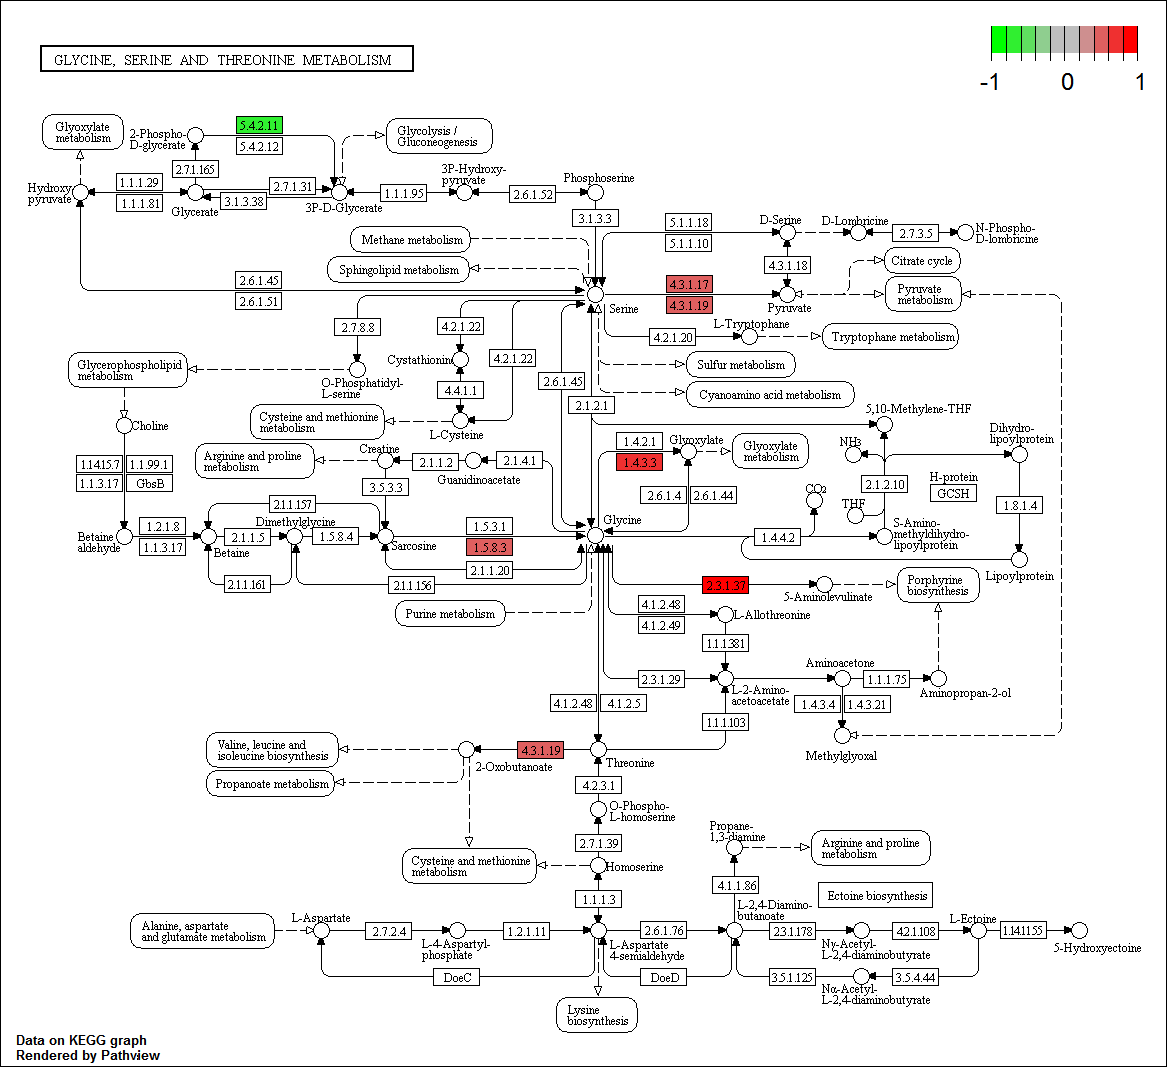 GLYCINE, SERINE AND THREONINE METABOLISM
-1
0
1
Glyoxylate
metabolism
2-Phospho-
D-glycerate
5.4.2.11
5.4.2.12
Glycolysis /
Gluconeogenesis
2.7.1.165
Hydroxy
pyruvate
1.1.1.29
1.1.1.81
Glycerate
2.7.1.31
3.1.3.38
3P-D-Glycerate
1.1.1.95
3P-Hydroxy-
pyruvate
2.6.1.52
Phosphoserine
3.1.3.3
Methane metabolism
Sphingolipid metabolism
5.1.1.18
5.1.1.10
D-Serine
D-Lombricine
2.7.3.5
N-Phospho-
D-lombricine
4.3.1.18
Citrate cycle
Pyruvate
metabolism
2.6.1.45
2.6.1.51
4.3.1.17
4.3.1.19
Serine
Pyruvate
2.7.8.8
4.2.1.22
4.2.1.22
4.2.1.20
L-Tryptophane
Tryptophane metabolism
Cystathionin
Sulfur metabolism
Glycerophospholipid
metabolism
O-Phosphatidyl-
L-serine
4.4.1.1
2.6.1.45
2.1.2.1
Cyanoamino acid metabolism
Choline
Cysteine and methionine
metabolism
L-Cysteine
5,10-Methylene-THF
Dihydro-
lipoylprotein
1.14.15.7
1.1.99.1
1.1.3.17
GbsB
Arginine and proline
metabolism
Creatine
2.1.1.2
Guanidinoacetate
2.1.4.1
1.4.2.1
1.4.3.3
Glyoxylate
Glyoxylate
metabolism
NH3
3.5.3.3
2.6.1.4
2.6.1.44
CO2
THF
2.1.2.10
H-protein
GCSH
1.8.1.4
2.1.1.157
Dimethylglycine
Betaine
aldehyde
1.2.1.8
1.1.3.17
2.1.1.5
Betaine
1.5.8.4
Sarcosine
1.5.3.1
1.5.8.3
Glycine
1.4.4.2
S-Amino-
methyldihydro-
lipoylprotein
2.1.1.161
2.1.1.156
2.1.1.20
Lipoylprotein
Purine metabolism
2.3.1.37
5-Aminolevulinate
Porphyrine
biosynthesis
4.1.2.48
4.1.2.49
L-Allothreonine
1.1.1.381
2.3.1.29
L-2-Amino-
acetoacetate
Aminoacetone
1.1.1.75
Aminopropan-2-ol
4.1.2.48
4.1.2.5
1.4.3.4
1.4.3.21
1.1.1.103
Methylglyoxal
Valine, leucine and
isoleucine biosynthesis
2-Oxobutanoate
4.3.1.19
Threonine
Propanoate metabolism
4.2.3.1
O-Phospho-
L-homoserine
2.7.1.39
Cysteine and methionine
metabolism
Homoserine
Propane-
1,3-diamine
Arginine and proline
metabolism
4.1.1.86
Ectoine biosynthesis
1.1.1.3
Alanine, aspartate
and glutamate metabolism
L-Aspartate
2.7.2.4
L-4-Aspartyl-
phosphate
1.2.1.11
L-Aspartate
4-semialdehyde
2.6.1.76
L-2,4-Diamino-
butanoate
2.3.1.178
Nγ-Acetyl-
L-2,4-diaminobutyrate
4.2.1.108
L-Ectoine
1.14.11.55
5-Hydroxyectoine
DoeC
DoeD
3.5.1.125
Nα-Acetyl-
L-2,4-diaminobutyrate
3.5.4.44
Lysine
biosynthesis
Data on KEGG graph
Rendered by Pathview